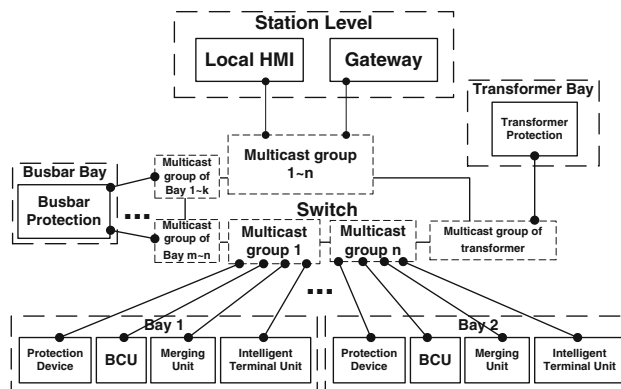 Station Level
Local HMI
Gateway
Transformer Bay
Transformer
Protection
Multicast group
1~n
Multicast
group of
Bay 1~k
Busbar Bay
Busbar
Protection
...
Switch
Multicast
group of
Bay m~n
Multicast
group 1
Multicast
group n
Multicast group of
transformer
...
Bay 1
Protection
Device
BCU
Merging
Unit
Intelligent
Terminal Unit
Bay 2
Protection
Device
BCU
Merging
Unit
Intelligent
Terminal Unit